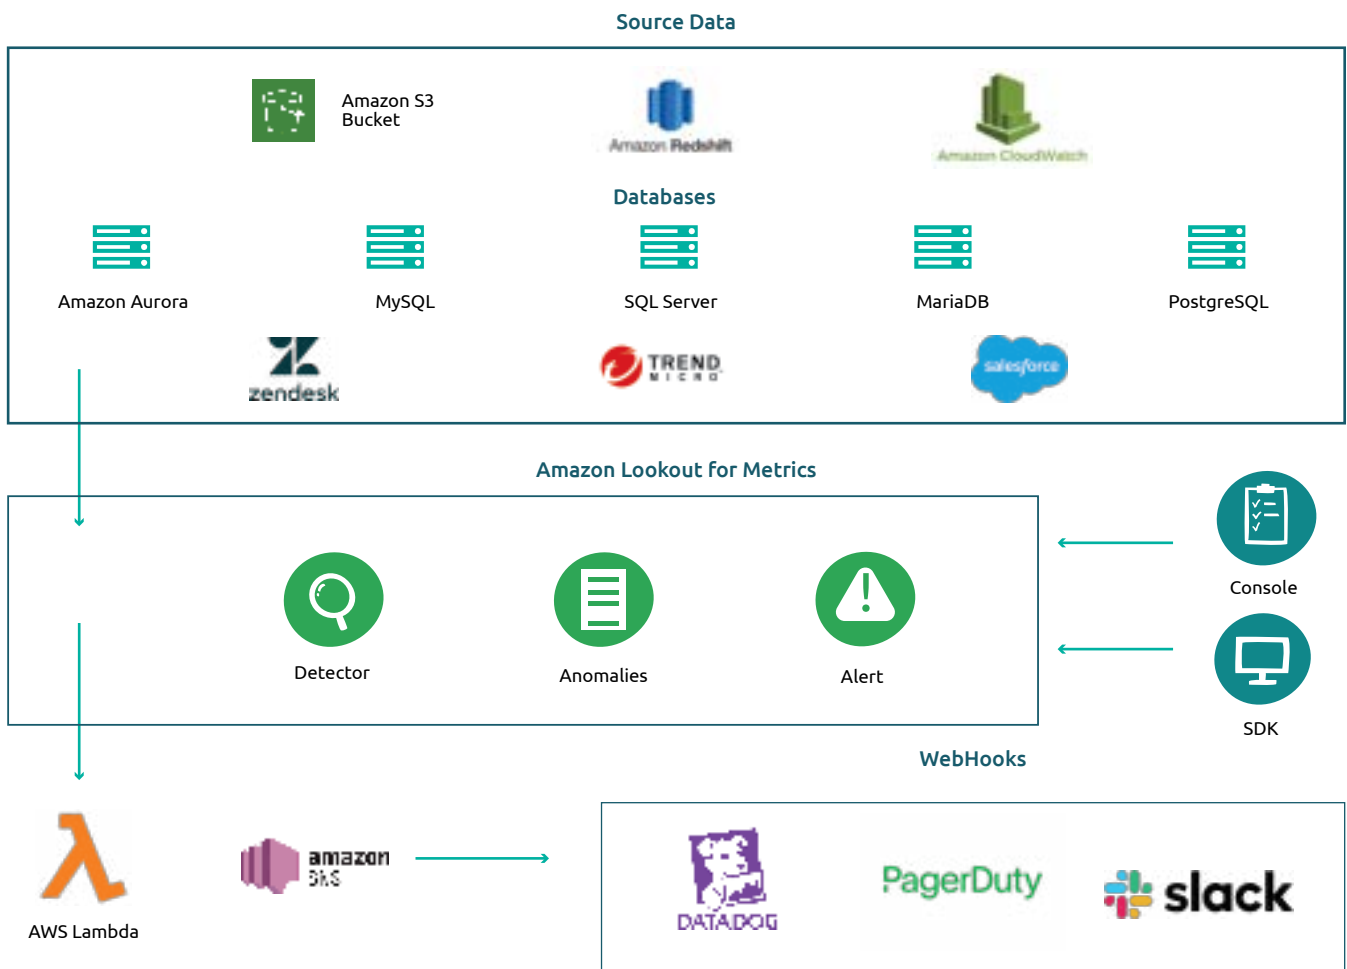 Source Data
Amazon S3
Bucket
Amazon Redshift
Amazon CloudWatch
Databases
Amazon Aurora
MySQL
SQL Server
MariaDB
PostgreSQL
zendesk
TREND
MICRO
salesforce
Amazon Lookout for Metrics
Console
Detector
Anomalies
Alert
SDK
WebHooks
amazon
SNS
DATADOG
PagerDuty
slack
AWS Lambda